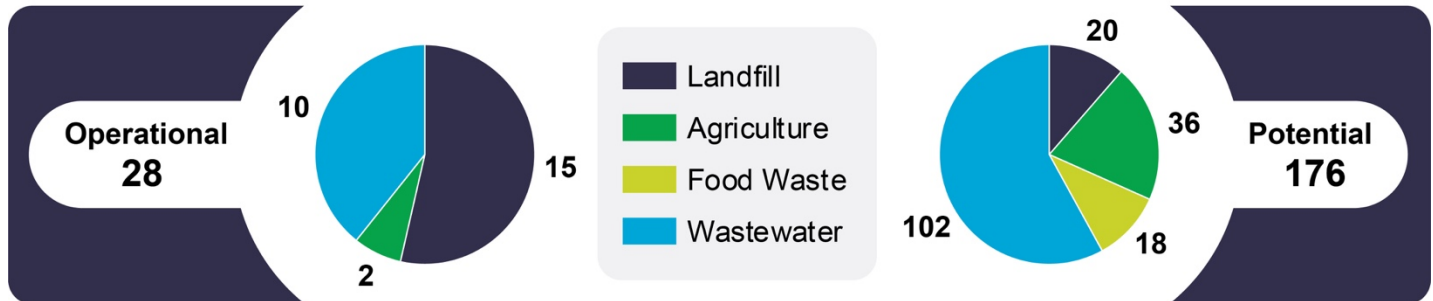 Operational
28
10
15
2
Landfill
Agriculture
Food Waste
Wastewater
20
36
18
102
Potential
176